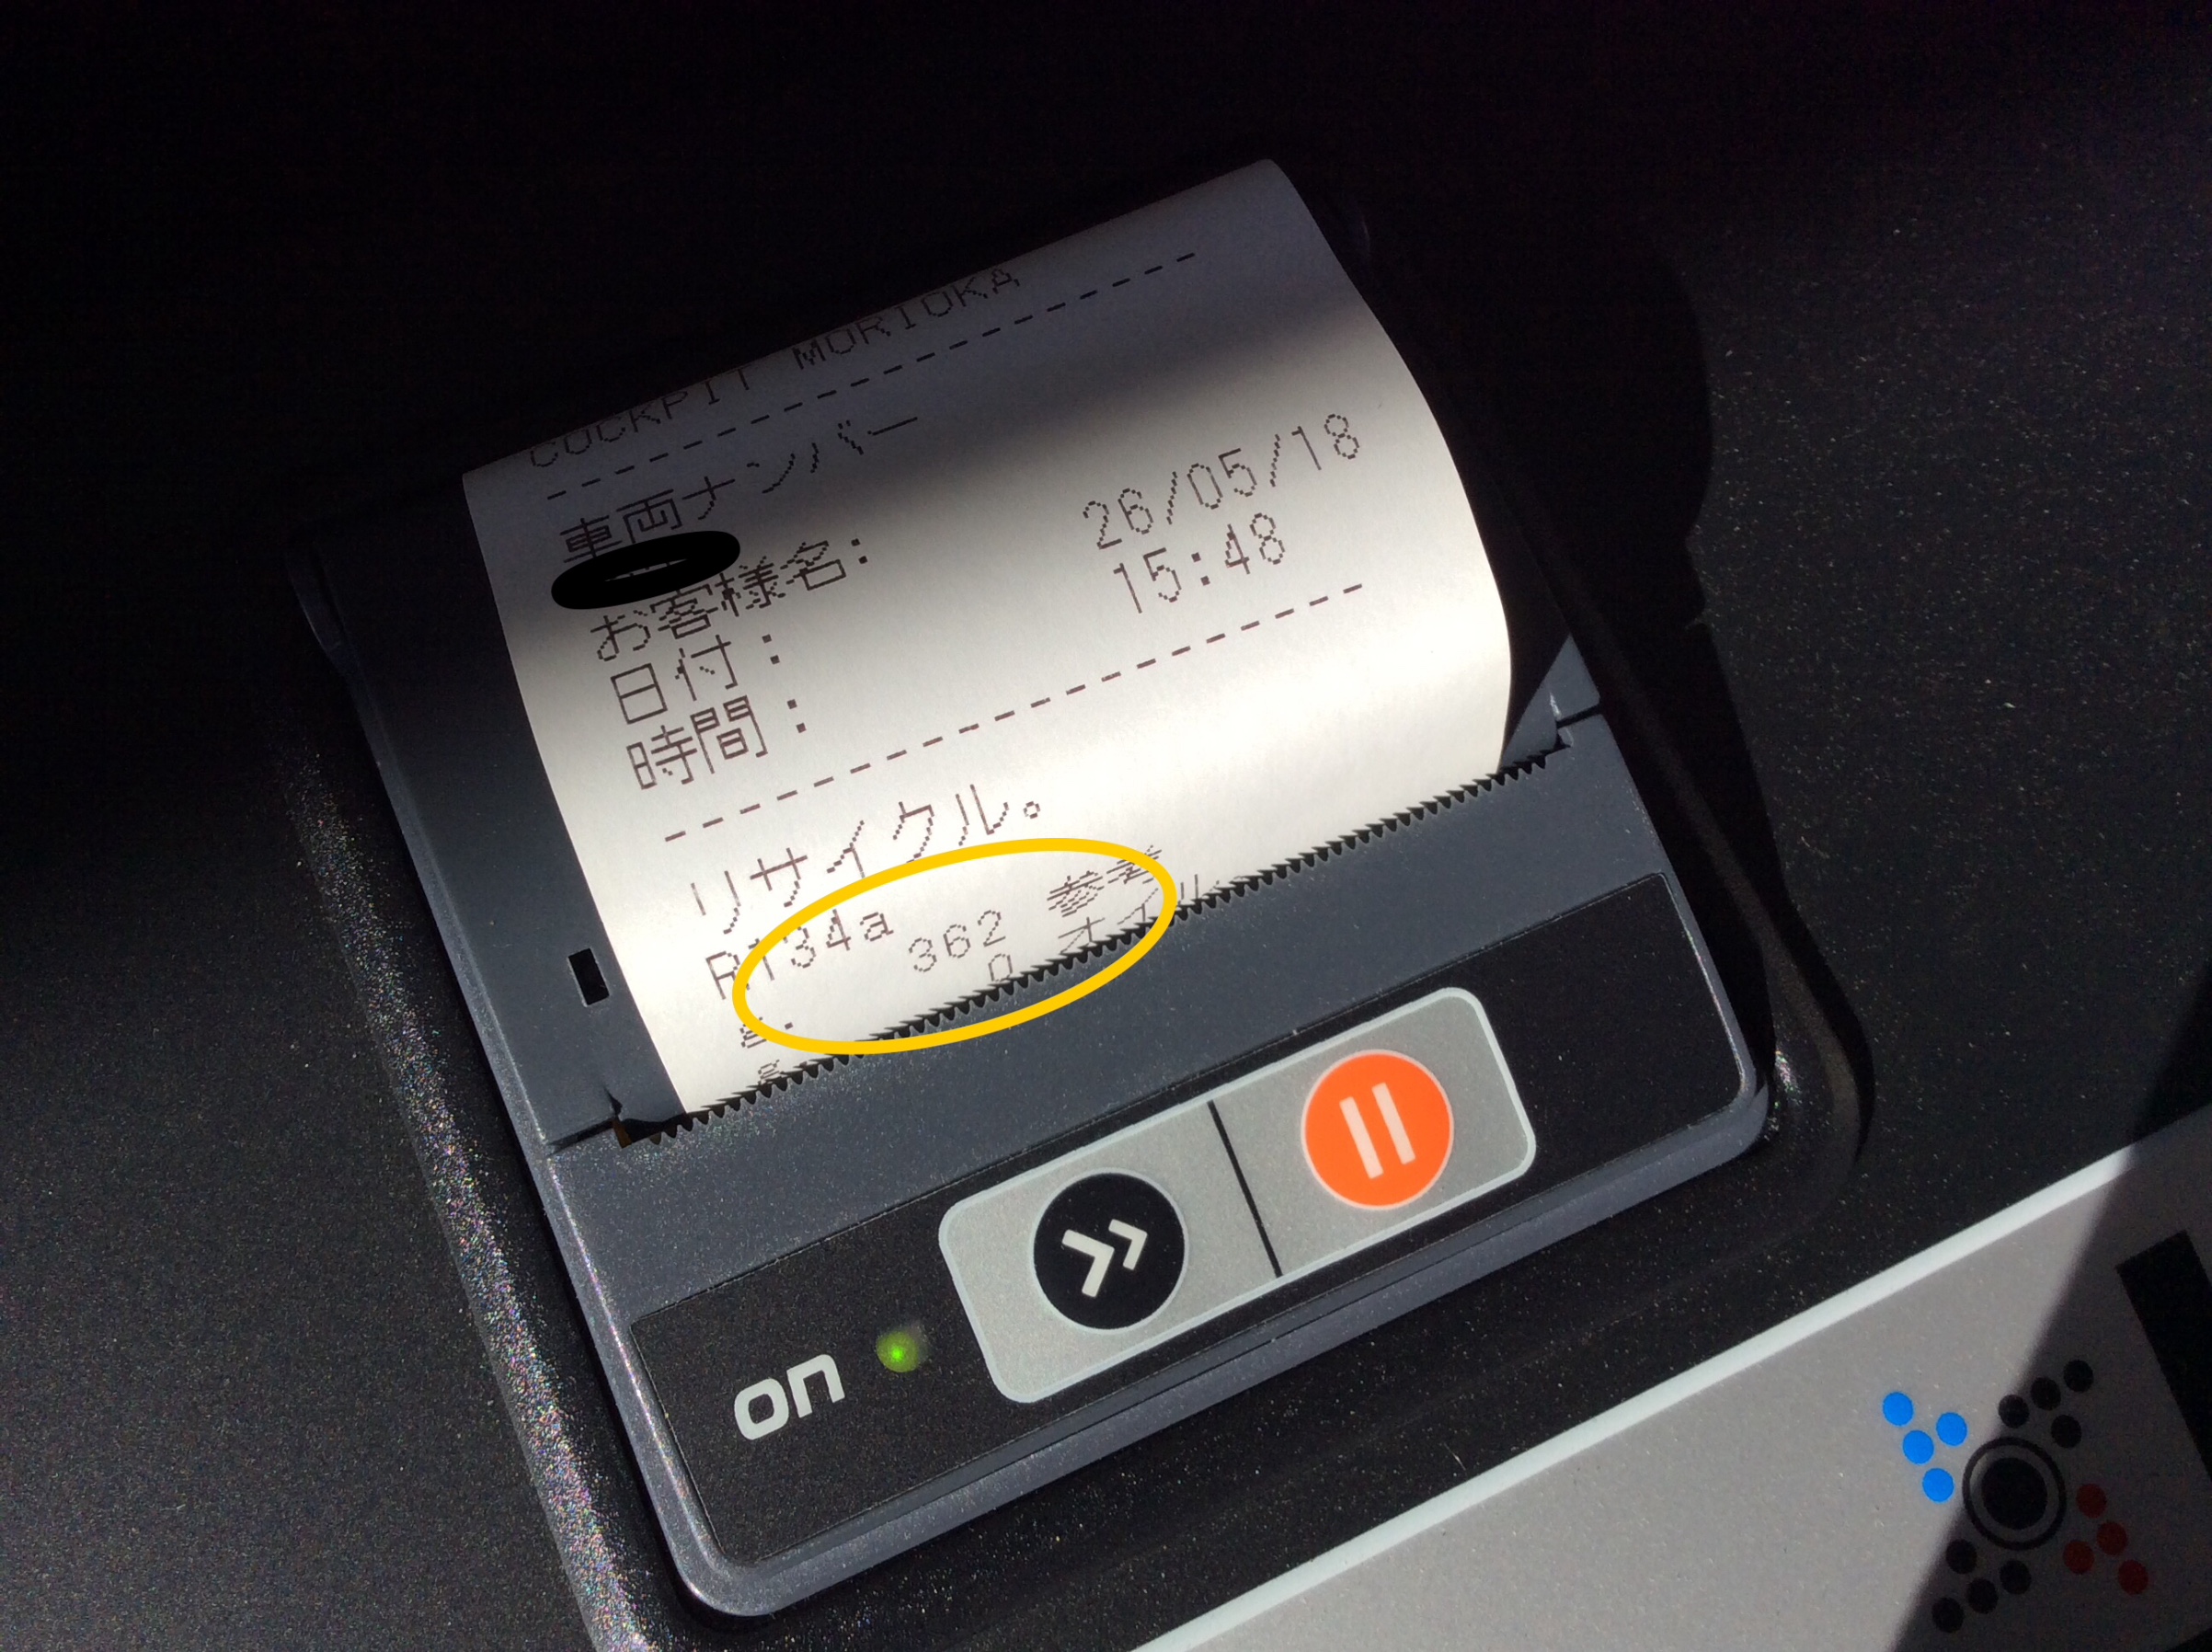 COCKPIT MORIOKA
車両ナンバー
お客様名:
日付: 26/05/18
時間: 15:48
リサイクル。
R134a 参考
362 オイル
g. 0
g
on